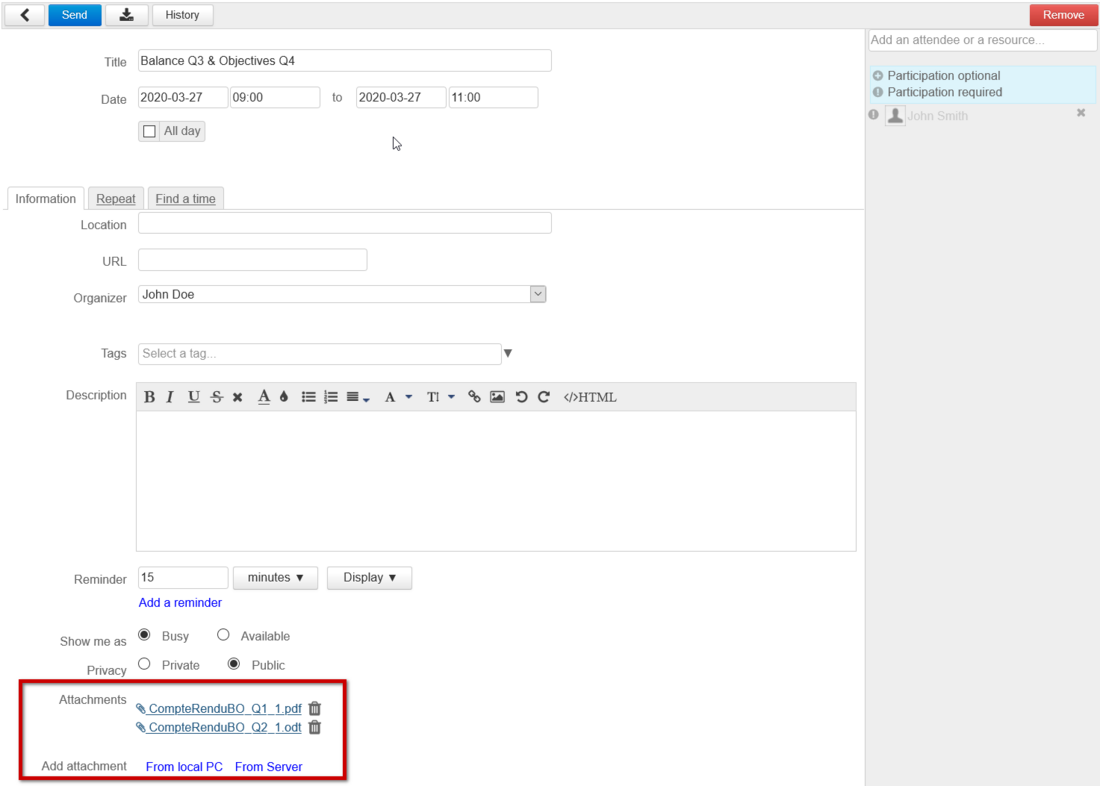 Send History Remove
Add an attendee or a resource...
Title Balance Q3 & Objectives Q4
Participation optional
Participation required
John Smith
Date 2020-03-27 09:00 to 2020-03-27 11:00
All day
Information Repeat Find a time
Location
URL
Organizer John Doe
Tags Select a tag...
Description B I U S A A TI </>HTML
Reminder 15 minutes ▼ Display ▼
Add a reminder
Show me as Busy Available
Privacy Private Public
Attachments
CompteRenduBO_Q1_1.pdf
CompteRenduBO_Q2_1.odt
Add attachment From local PC From Server